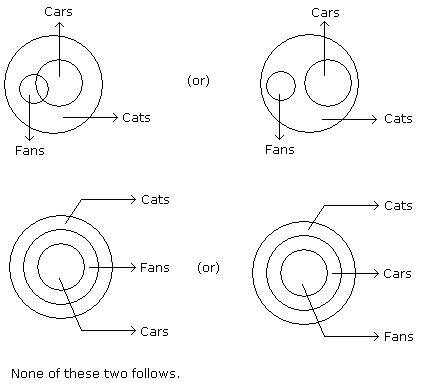 Cars Cars
(or)
Cats Cats
Fans Fans
Cats Cats
Fans (or) Cars
Cars Fans
None of these two follows.